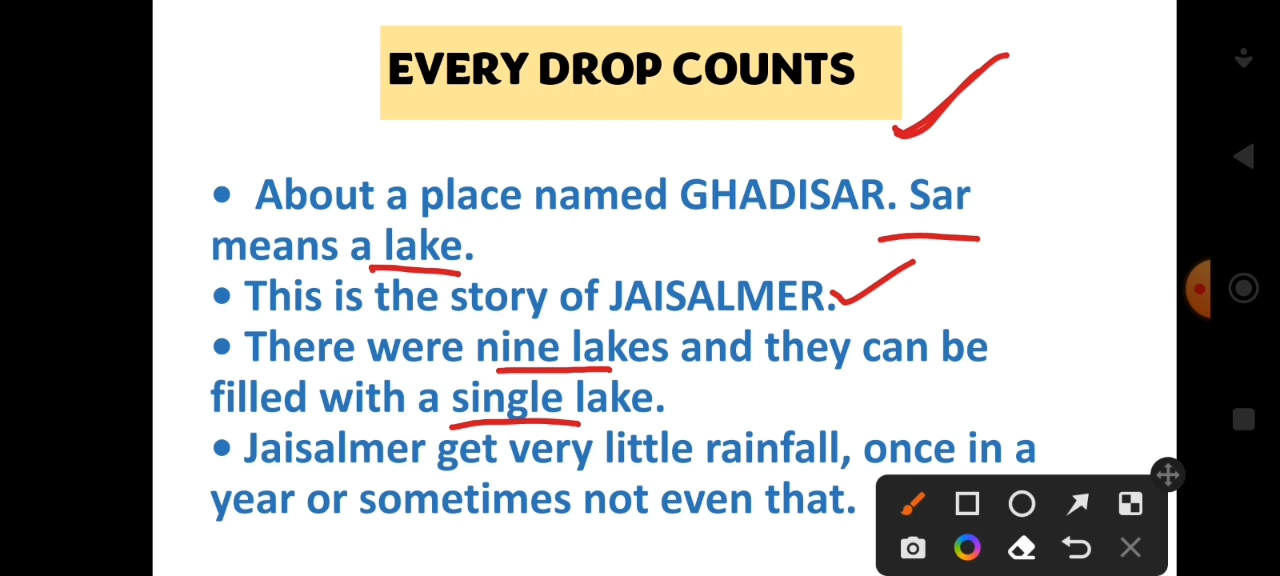 EVERY DROP COUNTS
• About a place named GHADISAR. Sar
means a lake.
• This is the story of JAISALMER.
• There were nine lakes and they can be
filled with a single lake.
• Jaisalmer get very little rainfall, once in a
year or sometimes not even that.